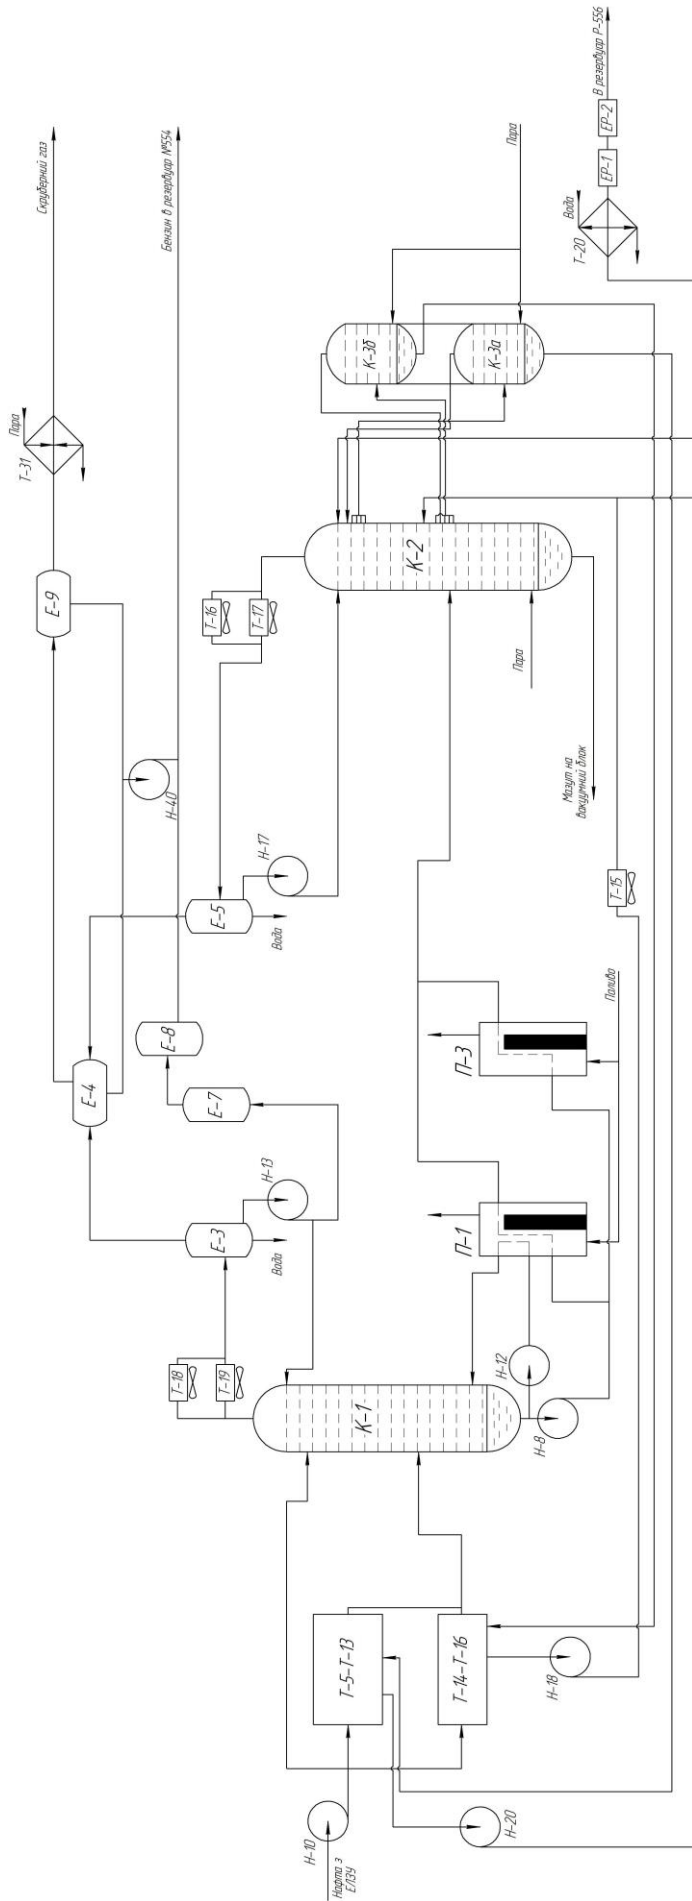 Скруберний газ
Бензин в резервуар №554
В резервуар Р-556
ЕР-2
ЕР-1
Вода
Т-20
Пара
Пара
Т-31
К-3б
К-3а
Е-9
Т-16
Т-17
К-2
Пара
Н-40
Мазут на
вакуумний блок
Н-17
Е-5
Вода
Т-15
Е-4
Е-8
Е-7
П-3
Паливо
Н-13
Е-3
Вода
П-1
Т-18
Т-19
К-1
Н-12
Н-8
Т-5-Т-13
Т-14-Т-16
Н-18
Н-10
Н-20
Нафта з
ЕЛЗУ